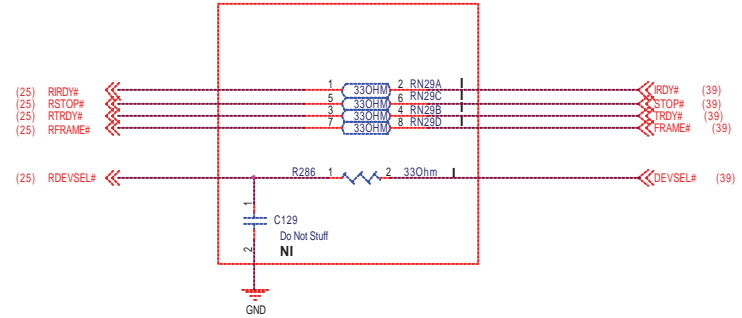 (25) RIRDY# 1 33OHM 2 RN29A I IRDY# (39)
(25) RSTOP# 5 33OHM 6 RN29C I STOP# (39)
(25) RTRDY# 3 33OHM 4 RN29B I TRDY# (39)
(25) RFRAME# 7 33OHM 8 RN29D I FRAME# (39)
(25) RDEVSEL# R286 1 2 33Ohm I DEVSEL# (39)
1
C129
Do Not Stuff
2 NI
GND